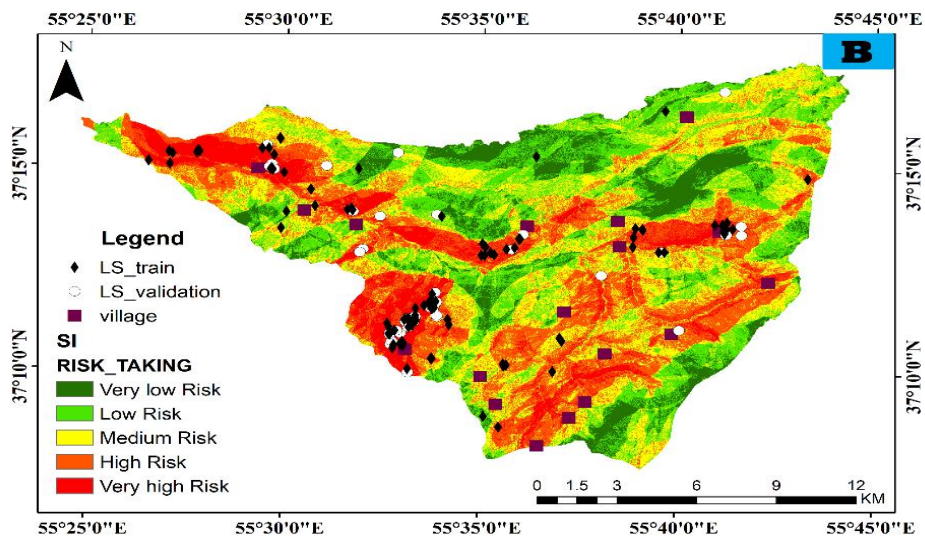 55°25'0"E 55°30'0"E 55°35'0"E 55°40'0"E 55°45'0"E
B
N
37°15'0"N
37°15'0"N
Legend
LS_train
LS_validation
village
SI
RISK_TAKING
Very low Risk
Low Risk
Medium Risk
High Risk
Very high Risk
37°10'0"N
37°10'0"N
0 1.5 3 6 9 12
KM
55°25'0"E 55°30'0"E 55°35'0"E 55°40'0"E 55°45'0"E